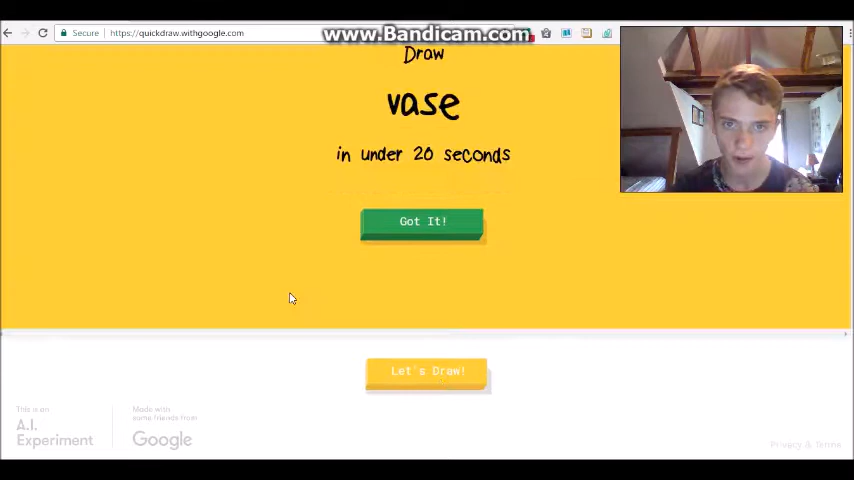 www.Bandicam.com
Secure
https://quickdraw.withgoogle.com
Draw
vase
in under 20 seconds
Got It!
Let's Draw!
This is an
A.I.
Experiment
Made with
some friends from
Google
Privacy & Terms